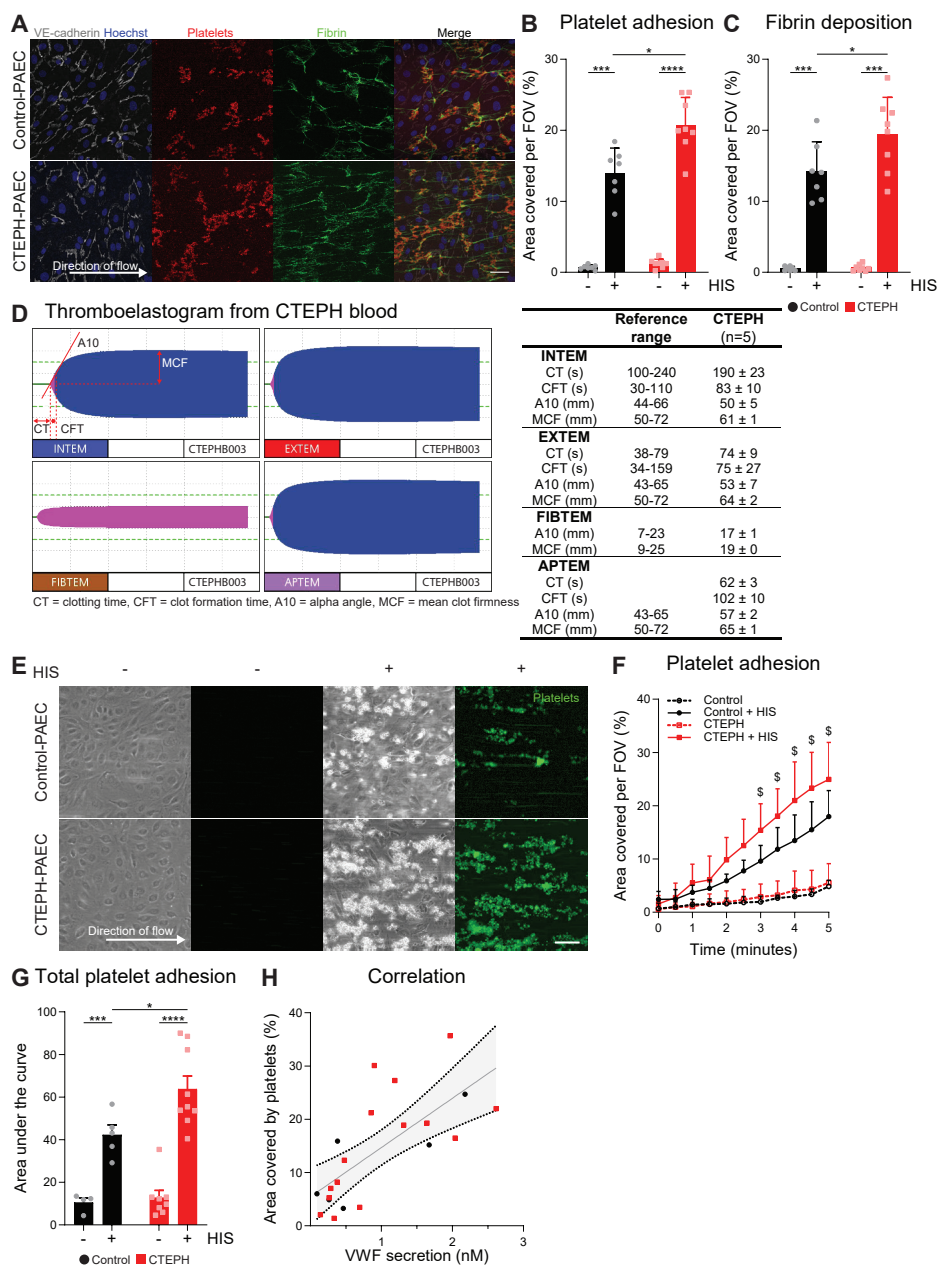 A
VE-cadherin Hoechst Platelets Fibrin Merge
Control-PAEC
CTEPH-PAEC
Direction of flow
B Platelet adhesion
Area covered per FOV (%)
30
20
10
0
*
*** ****
- + - + HIS
C Fibrin deposition
Area covered per FOV (%)
30
20
10
0
*
*** ***
- + - + HIS
Control CTEPH
D Thromboelastogram from CTEPH blood
A10
MCF
CT CFT
INTEM CTEPHB003
EXTEM CTEPHB003
FIBTEM CTEPHB003
APTEM CTEPHB003
CT = clotting time, CFT = clot formation time, A10 = alpha angle, MCF = mean clot firmness
Reference range CTEPH (n=5)
INTEM
CT (s) 100-240 190 ± 23
CFT (s) 30-110 83 ± 10
A10 (mm) 44-66 50 ± 5
MCF (mm) 50-72 61 ± 1
EXTEM
CT (s) 38-79 74 ± 9
CFT (s) 34-159 75 ± 27
A10 (mm) 43-65 53 ± 7
MCF (mm) 50-72 64 ± 2
FIBTEM
A10 (mm) 7-23 17 ± 1
MCF (mm) 9-25 19 ± 0
APTEM
CT (s) 62 ± 3
CFT (s) 102 ± 10
A10 (mm) 43-65 57 ± 2
MCF (mm) 50-72 65 ± 1
E HIS - - + +
Platelets
Control-PAEC
CTEPH-PAEC
Direction of flow
F Platelet adhesion
Area covered per FOV (%)
40
30
20
10
0
Control
Control + HIS
CTEPH
CTEPH + HIS
$ $ $ $ $
0 1 2 3 4 5
Time (minutes)
G Total platelet adhesion
Area under the curve
100
80
60
40
20
0
*
*** ****
- + - + HIS
Control CTEPH
H Correlation
Area covered by platelets (%)
40
30
20
10
0
1 2 3
VWF secretion (nM)